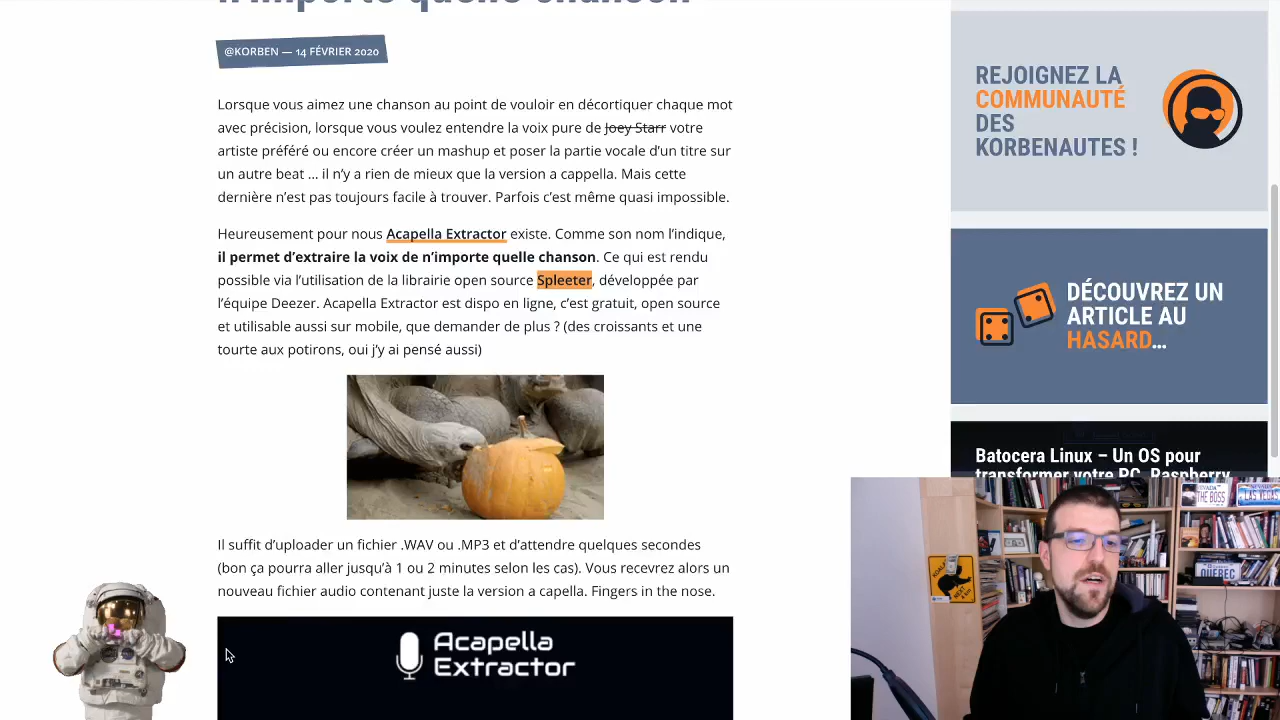 n'importe quelle chanson
@KORBEN — 14 FÉVRIER 2020
Lorsque vous aimez une chanson au point de vouloir en décortiquer chaque mot
avec précision, lorsque vous voulez entendre la voix pure de Joey Starr votre
artiste préféré ou encore créer un mashup et poser la partie vocale d’un titre sur
un autre beat … il n’y a rien de mieux que la version a cappella. Mais cette
dernière n’est pas toujours facile à trouver. Parfois c’est même quasi impossible.
Heureusement pour nous Acapella Extractor existe. Comme son nom l’indique,
il permet d’extraire la voix de n’importe quelle chanson. Ce qui est rendu
possible via l’utilisation de la librairie open source Spleeter, développée par
l’équipe Deezer. Acapella Extractor est dispo en ligne, c’est gratuit, open source
et utilisable aussi sur mobile, que demander de plus ? (des croissants et une
tourte aux potirons, oui j’y ai pensé aussi)
Il suffit d’uploader un fichier .WAV ou .MP3 et d’attendre quelques secondes
(bon ça pourra aller jusqu’à 1 ou 2 minutes selon les cas). Vous recevrez alors un
nouveau fichier audio contenant juste la version a capella. Fingers in the nose.
Acapella
Extractor
REJOIGNEZ LA
COMMUNAUTÉ
DES
KORBENAUTES !
DÉCOUVREZ UN
ARTICLE AU
HASARD…
Batocera Linux – Un OS pour
transformer votre PC, Raspberry
THE BOSS
LAS VEGAS
QUEBEC